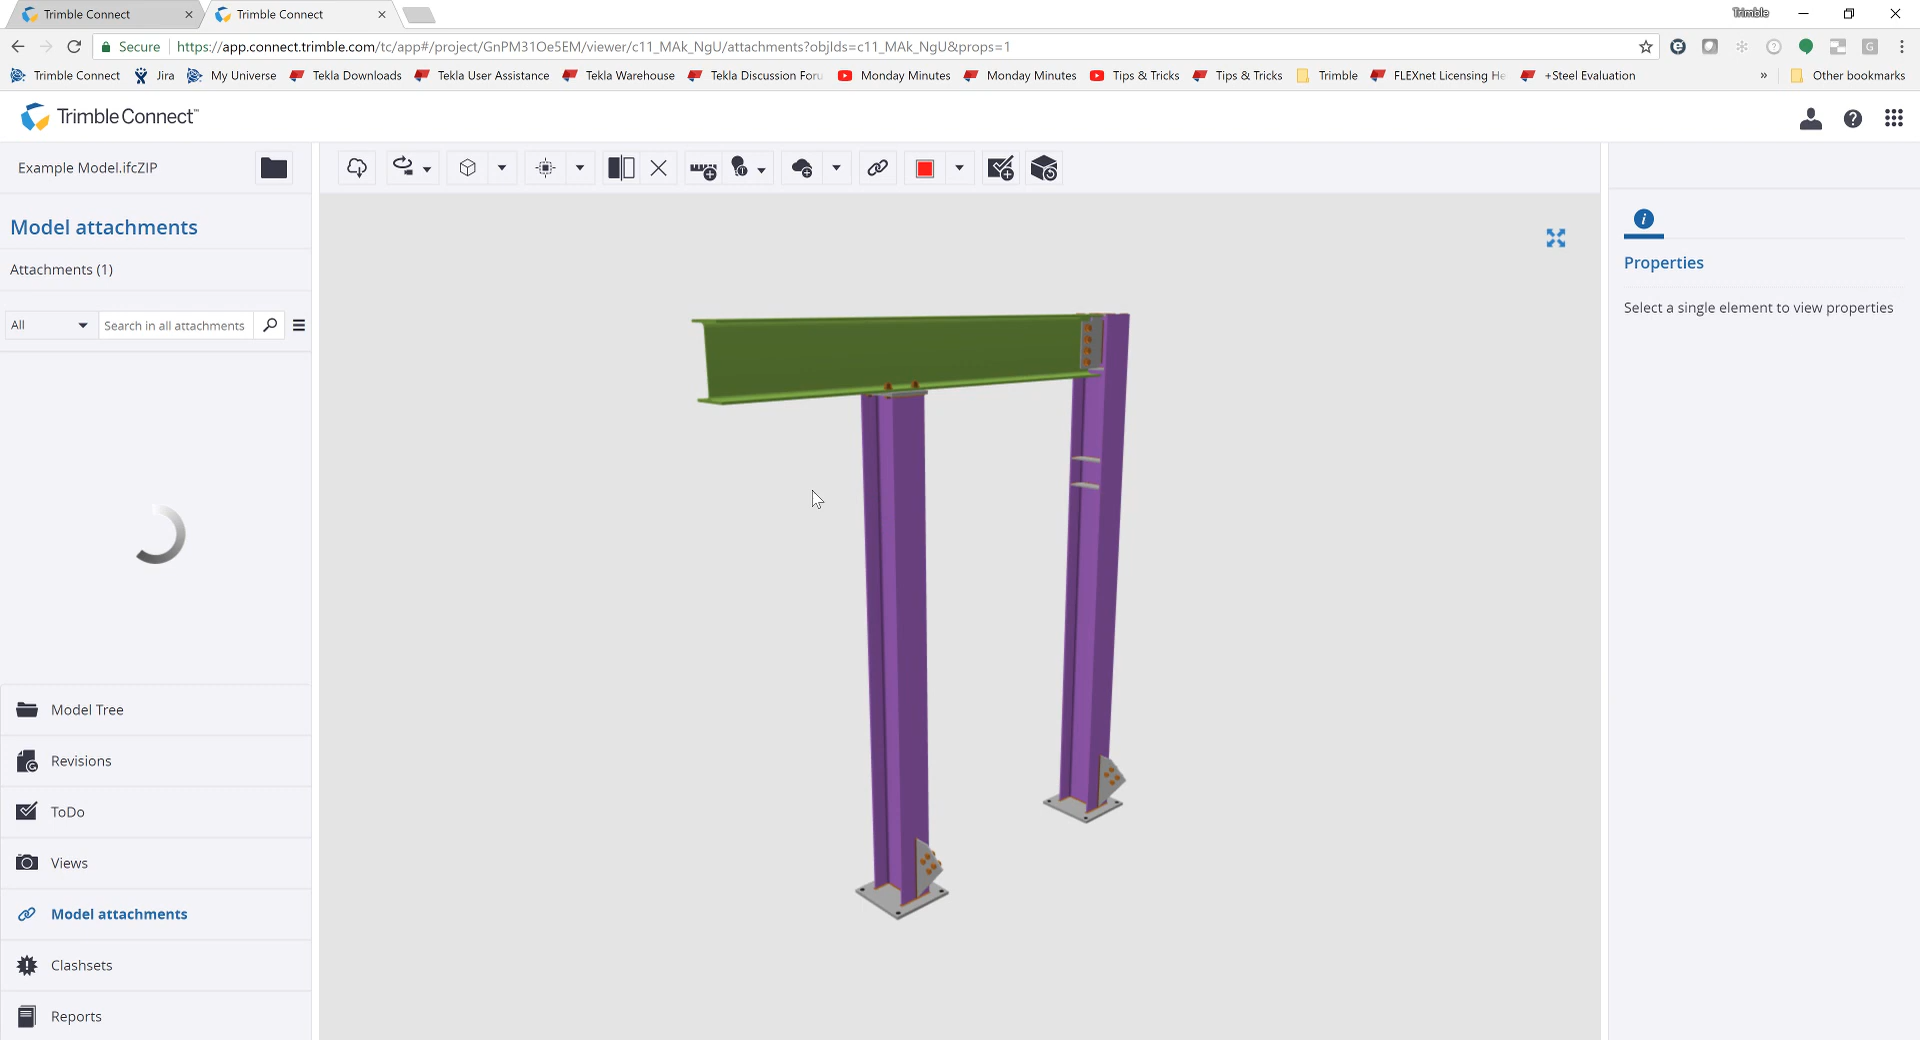 Trimble Connect
Trimble Connect
Trimble
Secure
https://app.connect.trimble.com/tc/app#/project/GnPM31Oe5EM/viewer/c11_MAk_NgU/attachments?objIds=c11_MAk_NgU&props=1
Trimble Connect
Jira
My Universe
Tekla Downloads
Tekla User Assistance
Tekla Warehouse
Tekla Discussion Foru
Monday Minutes
Monday Minutes
Tips & Tricks
Tips & Tricks
Trimble
FLEXnet Licensing He
+Steel Evaluation
»
Other bookmarks
Trimble Connect™
Example Model.ifcZIP
Model attachments
Attachments (1)
All
Search in all attachments
Properties
Select a single element to view properties
Model Tree
Revisions
ToDo
Views
Model attachments
Clashsets
Reports